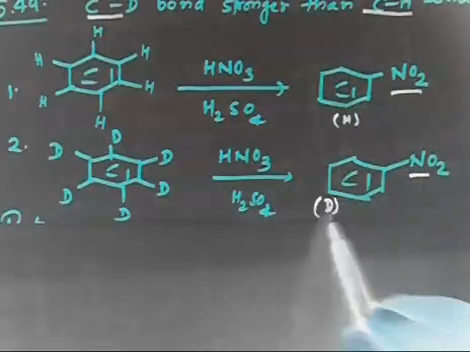 C-D bond stronger than C-H
1. H H H H H H HNO3 H2SO4 NO2
(H)
2. D D D D D D HNO3 H2SO4 NO2
(D)